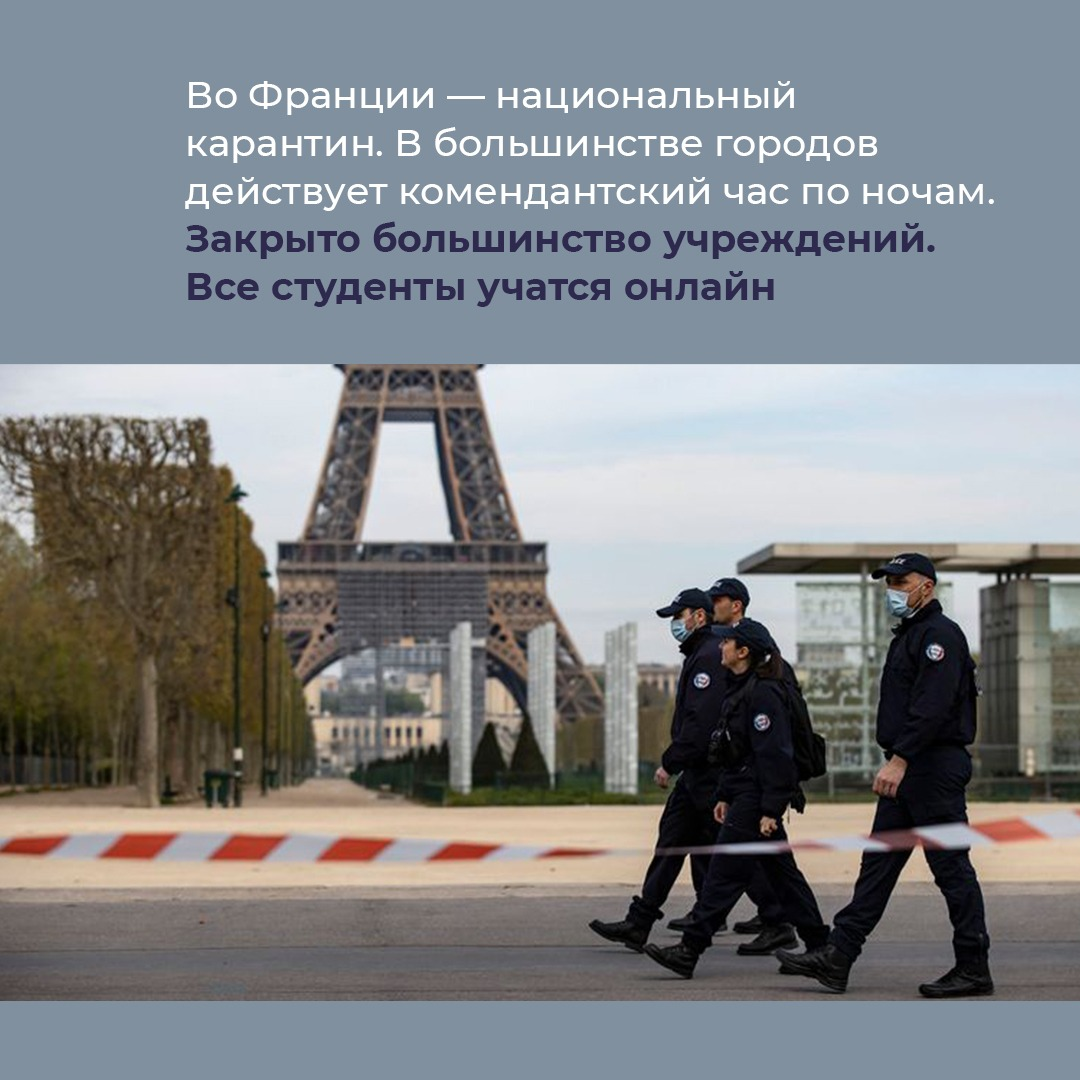 Во Франции — национальный
карантин. В большинстве городов
действует комендантский час по ночам.
Закрыто большинство учреждений.
Все студенты учатся онлайн